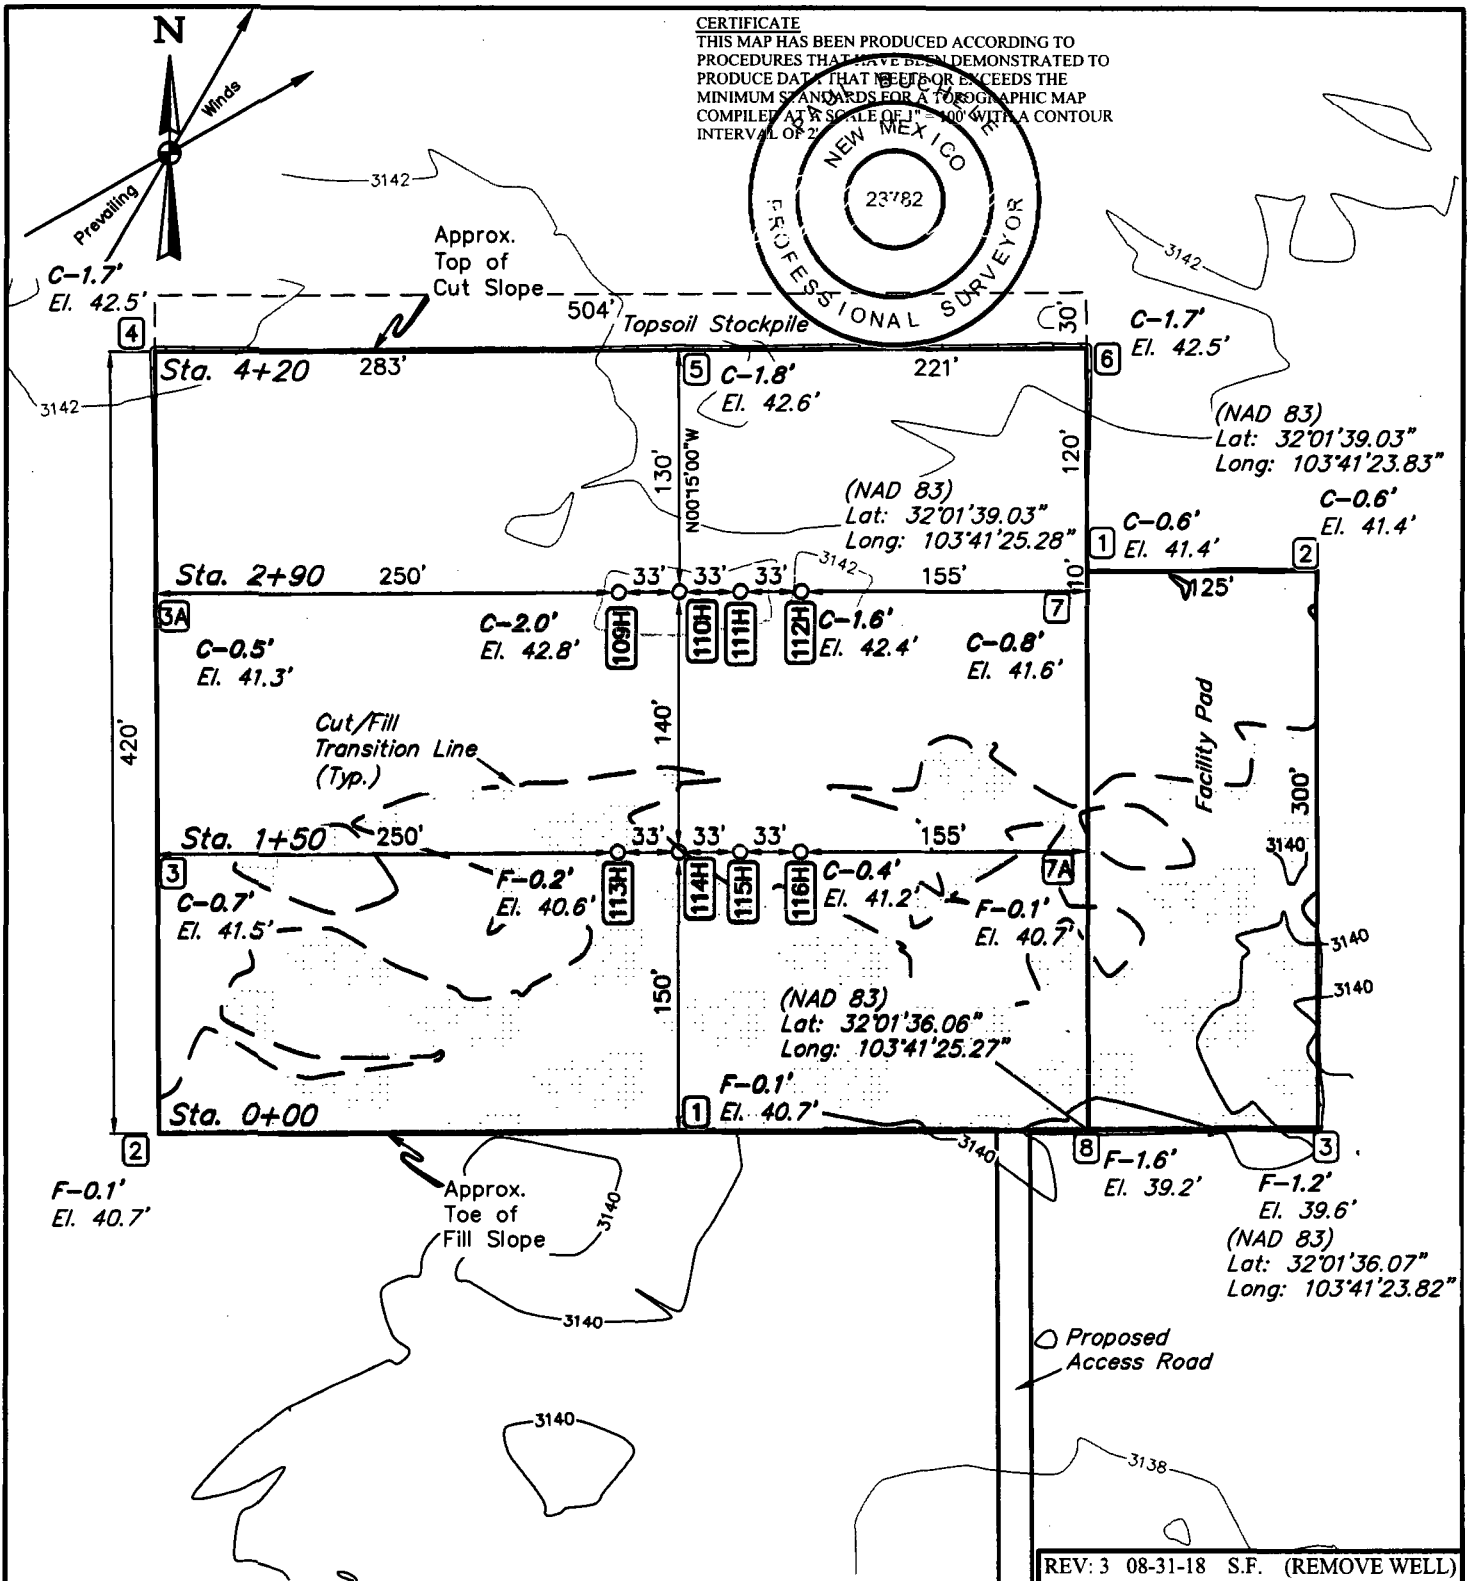 N
Winds
Prevailing
CERTIFICATE
THIS MAP HAS BEEN PRODUCED ACCORDING TO
PROCEDURES THAT HAVE BEEN DEMONSTRATED TO
PRODUCE DATA THAT MEETS OR EXCEEDS THE
MINIMUM STANDARDS FOR A TOPOGRAPHIC MAP
COMPILED AT A SCALE OF 1" = 100' WITH A CONTOUR
INTERVAL OF 2'
PAUL BUCHELE
NEW MEXICO
23782
PROFESSIONAL SURVEYOR
3142
3142
C-1.7'
El. 42.5'
4
Approx.
Top of
Cut Slope
504'
Topsoil Stockpile
30'
C-1.7'
El. 42.5'
6
Sta. 4+20
283'
5
C-1.8'
El. 42.6'
221'
3142
(NAD 83)
Lat: 32°01'39.03"
Long: 103°41'23.83"
130'
N00°15'00"W
120'
(NAD 83)
Lat: 32°01'39.03"
Long: 103°41'25.28"
C-0.6'
El. 41.4'
1
C-0.6'
El. 41.4'
2
3142
10'
125'
Sta. 2+90
250'
33'
33'
33'
155'
3A
7
109H
110H
111H
112H
C-0.5'
El. 41.3'
C-2.0'
El. 42.8'
C-1.6'
El. 42.4'
C-0.8'
El. 41.6'
420'
Cut/Fill
Transition Line
(Typ.)
140'
Facility Pad
300'
Sta. 1+50
250'
33'
33'
33'
155'
3140
3
7A
113H
114H
115H
116H
C-0.7'
El. 41.5'
F-0.2'
El. 40.6'
C-0.4'
El. 41.2'
F-0.1'
El. 40.7'
3140
3140
150'
(NAD 83)
Lat: 32°01'36.06"
Long: 103°41'25.27"
Sta. 0+00
1
F-0.1'
El. 40.7'
2
8
3
3140
F-0.1'
El. 40.7'
Approx.
Toe of
Fill Slope
3140
F-1.6'
El. 39.2'
F-1.2'
El. 39.6'
(NAD 83)
Lat: 32°01'36.07"
Long: 103°41'23.82"
3140
Proposed
Access Road
3140
3138
REV: 3 08-31-18 S.F. (REMOVE WELL)